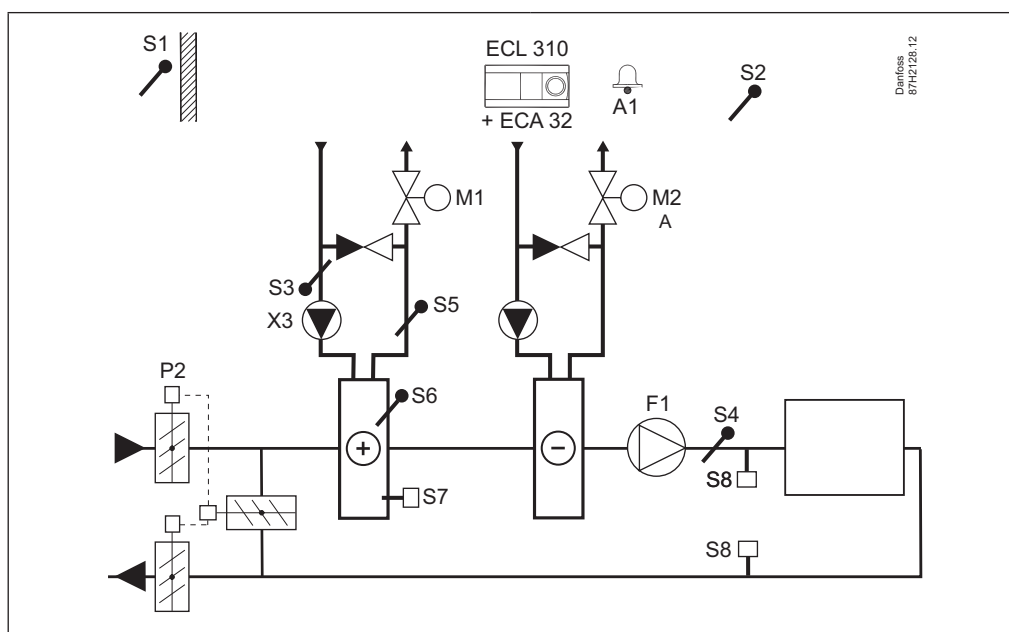 S1
ECL 310
+ ECA 32
A1
S2
Danfoss
87H2128.12
M1
M2
A
S3
X3
S5
P2
S6
S7
+
−
F1
S4
S8
S8